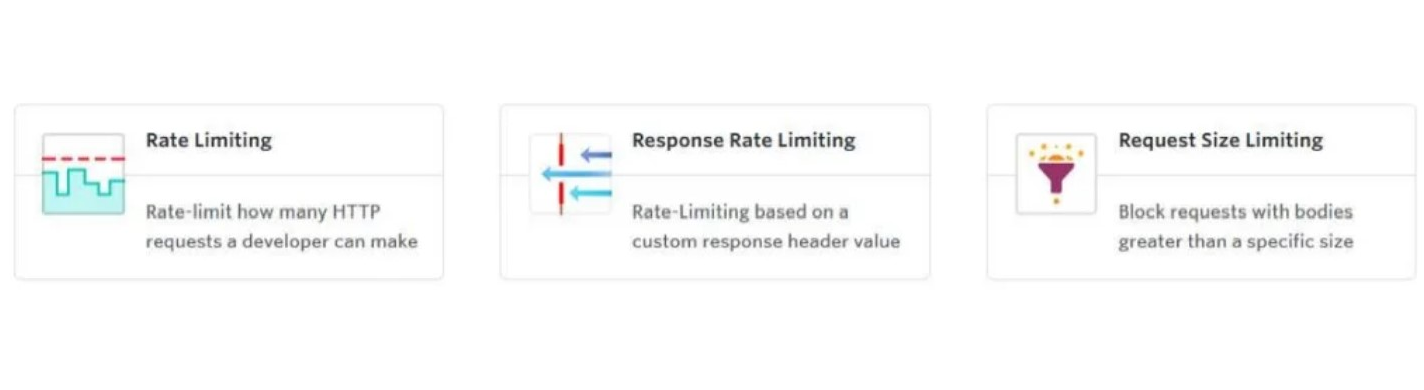 Rate Limiting
Rate-limit how many HTTP
requests a developer can make
Response Rate Limiting
Rate-Limiting based on a
custom response header value
Request Size Limiting
Block requests with bodies
greater than a specific size